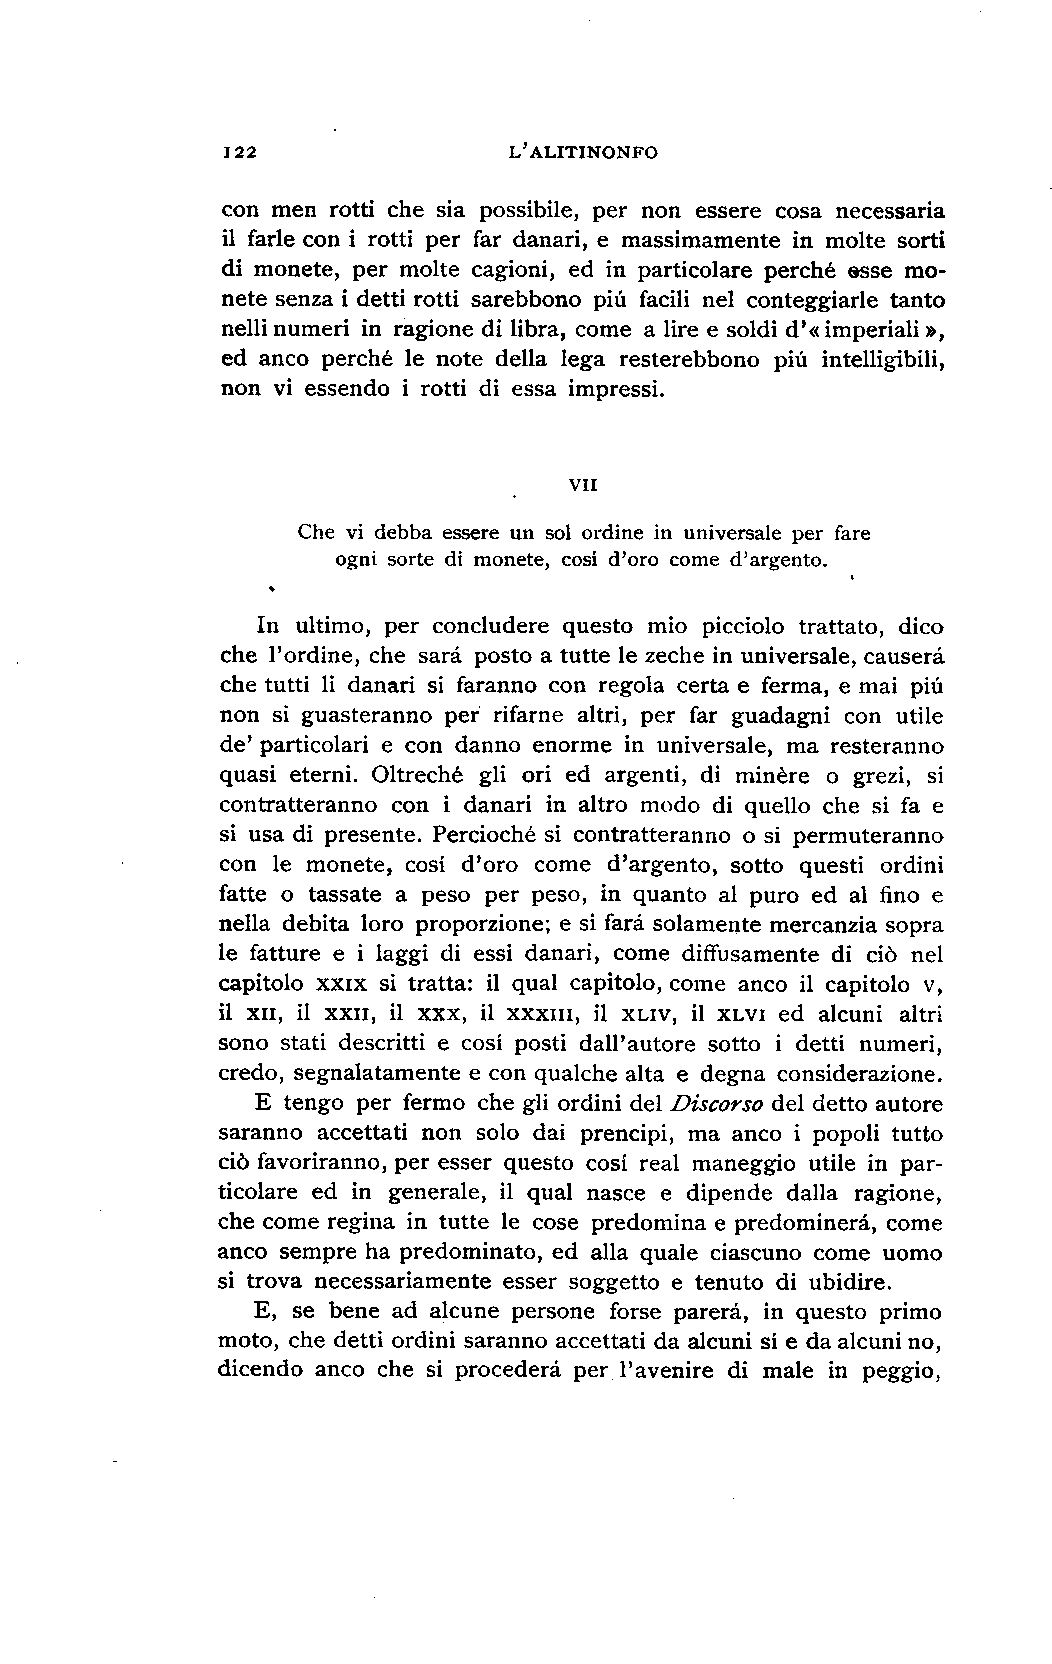 122 L'ALITINONFO
con men rotti che sia possibile, per non essere cosa necessaria
il farle con i rotti per far danari, e massimamente in molte sorti
di monete, per molte cagioni, ed in particolare perché esse mo-
nete senza i detti rotti sarebbono piú facili nel conteggiarle tanto
nelli numeri in ragione di libra, come a lire e soldi d'« imperiali »,
ed anco perché le note della lega resterebbono piú intelligibili,
non vi essendo i rotti di essa impressi.
VII
Che vi debba essere un sol ordine in universale per fare
ogni sorte di monete, cosí d'oro come d'argento.
In ultimo, per concludere questo mio picciolo trattato, dico
che l'ordine, che sará posto a tutte le zeche in universale, causerá
che tutti li danari si faranno con regola certa e ferma, e mai piú
non si guasteranno per rifarne altri, per far guadagni con utile
de' particolari e con danno enorme in universale, ma resteranno
quasi eterni. Oltreché gli ori ed argenti, di minère o grezi, si
contratteranno con i danari in altro modo di quello che si fa e
si usa di presente. Percioché si contratteranno o si permuteranno
con le monete, cosí d'oro come d'argento, sotto questi ordini
fatte o tassate a peso per peso, in quanto al puro ed al fino e
nella debita loro proporzione; e si fará solamente mercanzia sopra
le fatture e i laggi di essi danari, come diffusamente di ciò nel
capitolo XXIX si tratta: il qual capitolo, come anco il capitolo V,
il XII, il XXII, il XXX, il XXXIII, il XLIV, il XLVI ed alcuni altri
sono stati descritti e cosí posti dall'autore sotto i detti numeri,
credo, segnalatamente e con qualche alta e degna considerazione.
E tengo per fermo che gli ordini del Discorso del detto autore
saranno accettati non solo dai prencipi, ma anco i popoli tutto
ciò favoriranno, per esser questo cosí real maneggio utile in par-
ticolare ed in generale, il qual nasce e dipende dalla ragione,
che come regina in tutte le cose predomina e predominerá, come
anco sempre ha predominato, ed alla quale ciascuno come uomo
si trova necessariamente esser soggetto e tenuto di ubidire.
E, se bene ad alcune persone forse parerá, in questo primo
moto, che detti ordini saranno accettati da alcuni sí e da alcuni no,
dicendo anco che si procederá per l'avenire di male in peggio,